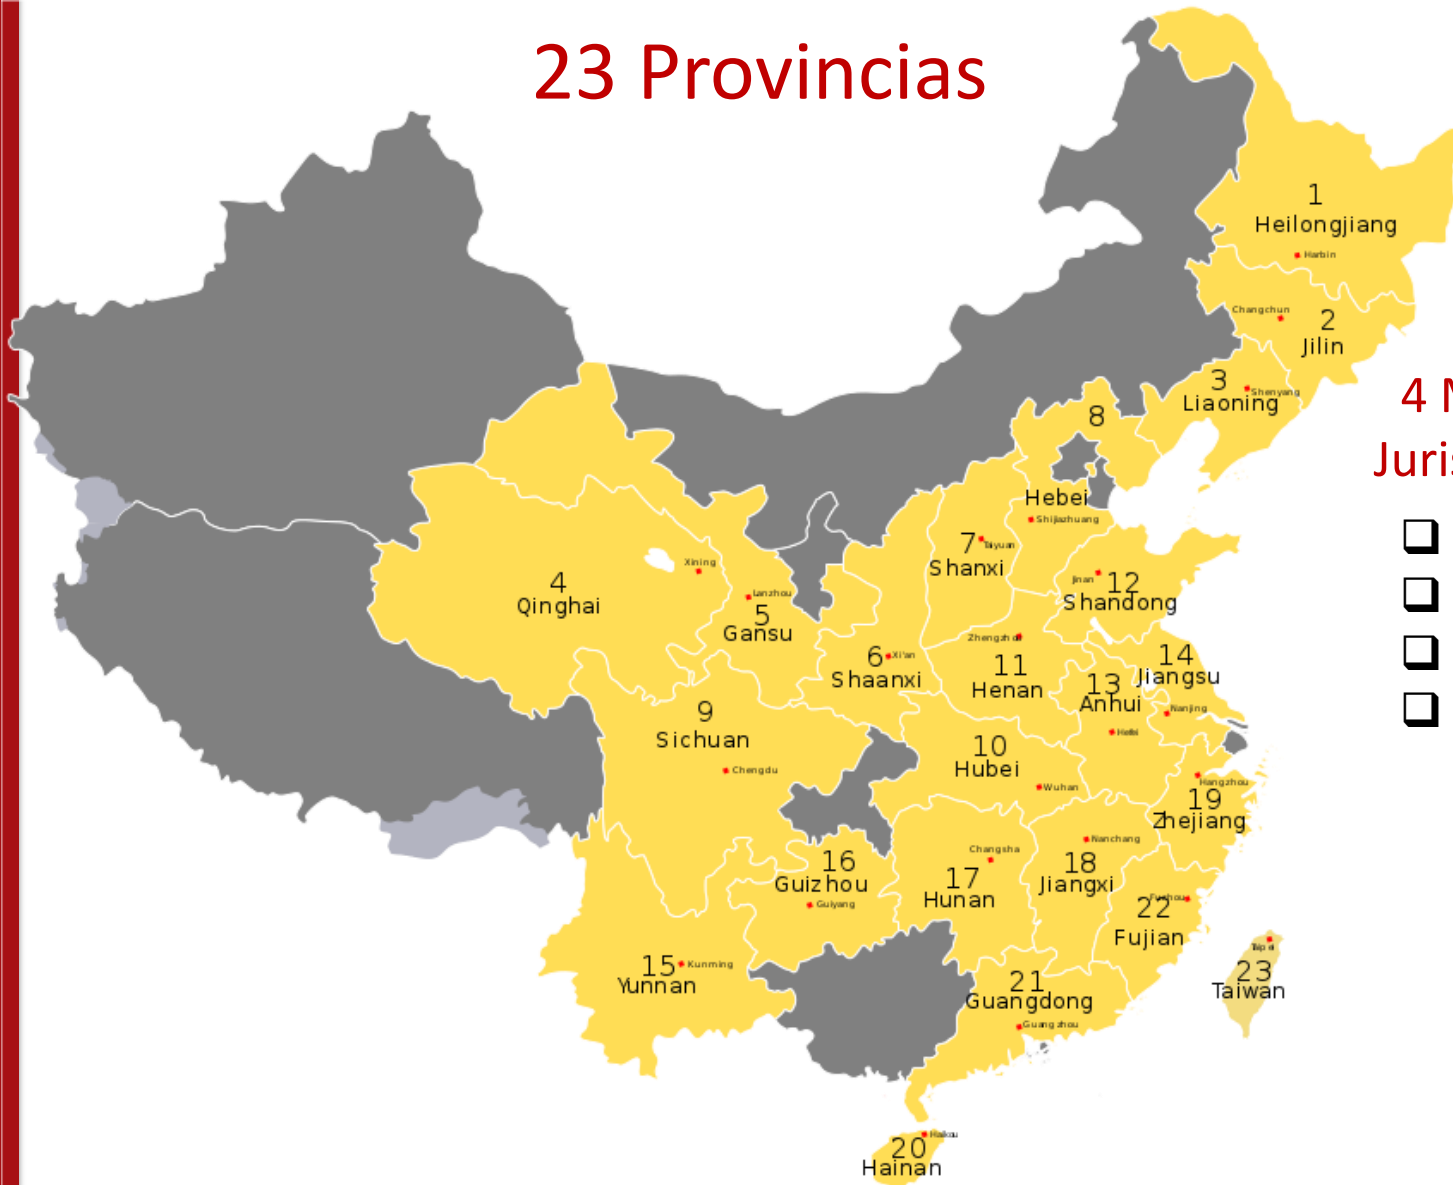 23 Provincias
1
Heilongjiang
Harbin
Changchun
2
Jilin
3
Shenyang
Liaoning
4 M
Juris
8
Hebei
Shijiazhuang
7
Taiyuan
Shanxi
Xining
4
Qinghai
Lanzhou
5
Gansu
Jinan
12
Shandong
Zhengzhou
6
Xi'an
Shaanxi
11
Henan
14
Jiangsu
13
Anhui
Nanjing
Hefei
9
Sichuan
Chengdu
10
Hubei
Wuhan
Hangzhou
19
Zhejiang
Nanchang
18
Jiangxi
Changsha
17
Hunan
16
Guizhou
Guiyang
Fuzhou
22
Fujian
15
Kunming
Yunnan
21
Guangdong
Guangzhou
Taipei
23
Taiwan
Haikou
20
Hainan